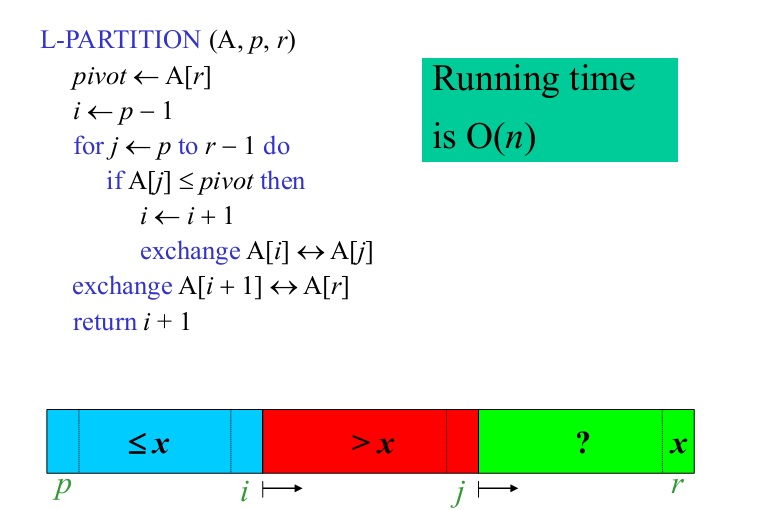 L-PARTITION (A, p, r)
pivot ← A[r]
i ← p – 1
for j ← p to r – 1 do
if A[j] ≤ pivot then
i ← i + 1
exchange A[i] ↔ A[j]
exchange A[i + 1] ↔ A[r]
return i + 1
Running time
is O(n)
≤ x > x ? x
p i j r